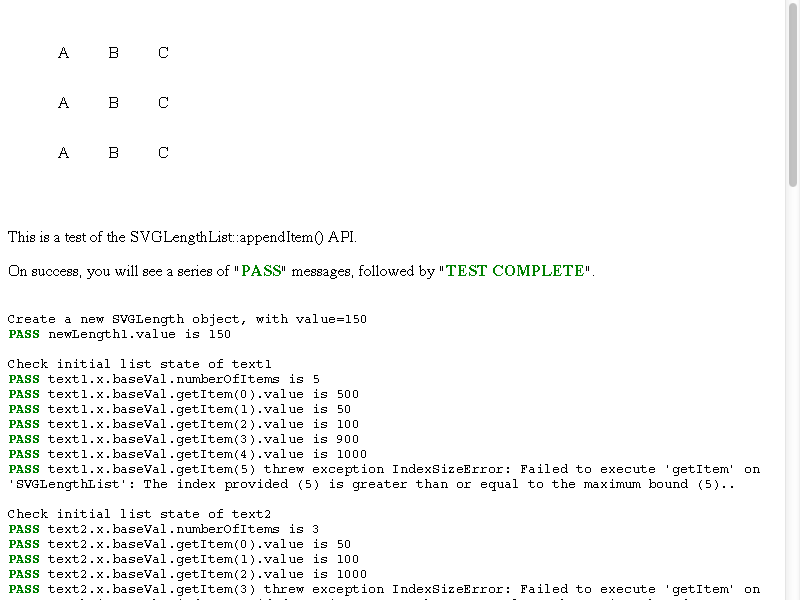 A B C
A B C
A B C
This is a test of the SVGLengthList::appendItem() API.
On success, you will see a series of "PASS" messages, followed by "TEST COMPLETE".
Create a new SVGLength object, with value=150
PASS newLength1.value is 150
Check initial list state of text1
PASS text1.x.baseVal.numberOfItems is 5
PASS text1.x.baseVal.getItem(0).value is 500
PASS text1.x.baseVal.getItem(1).value is 50
PASS text1.x.baseVal.getItem(2).value is 100
PASS text1.x.baseVal.getItem(3).value is 900
PASS text1.x.baseVal.getItem(4).value is 1000
PASS text1.x.baseVal.getItem(5) threw exception IndexSizeError: Failed to execute 'getItem' on
'SVGLengthList': The index provided (5) is greater than or equal to the maximum bound (5)..
Check initial list state of text2
PASS text2.x.baseVal.numberOfItems is 3
PASS text2.x.baseVal.getItem(0).value is 50
PASS text2.x.baseVal.getItem(1).value is 100
PASS text2.x.baseVal.getItem(2).value is 1000
PASS text2.x.baseVal.getItem(3) threw exception IndexSizeError: Failed to execute 'getItem' on